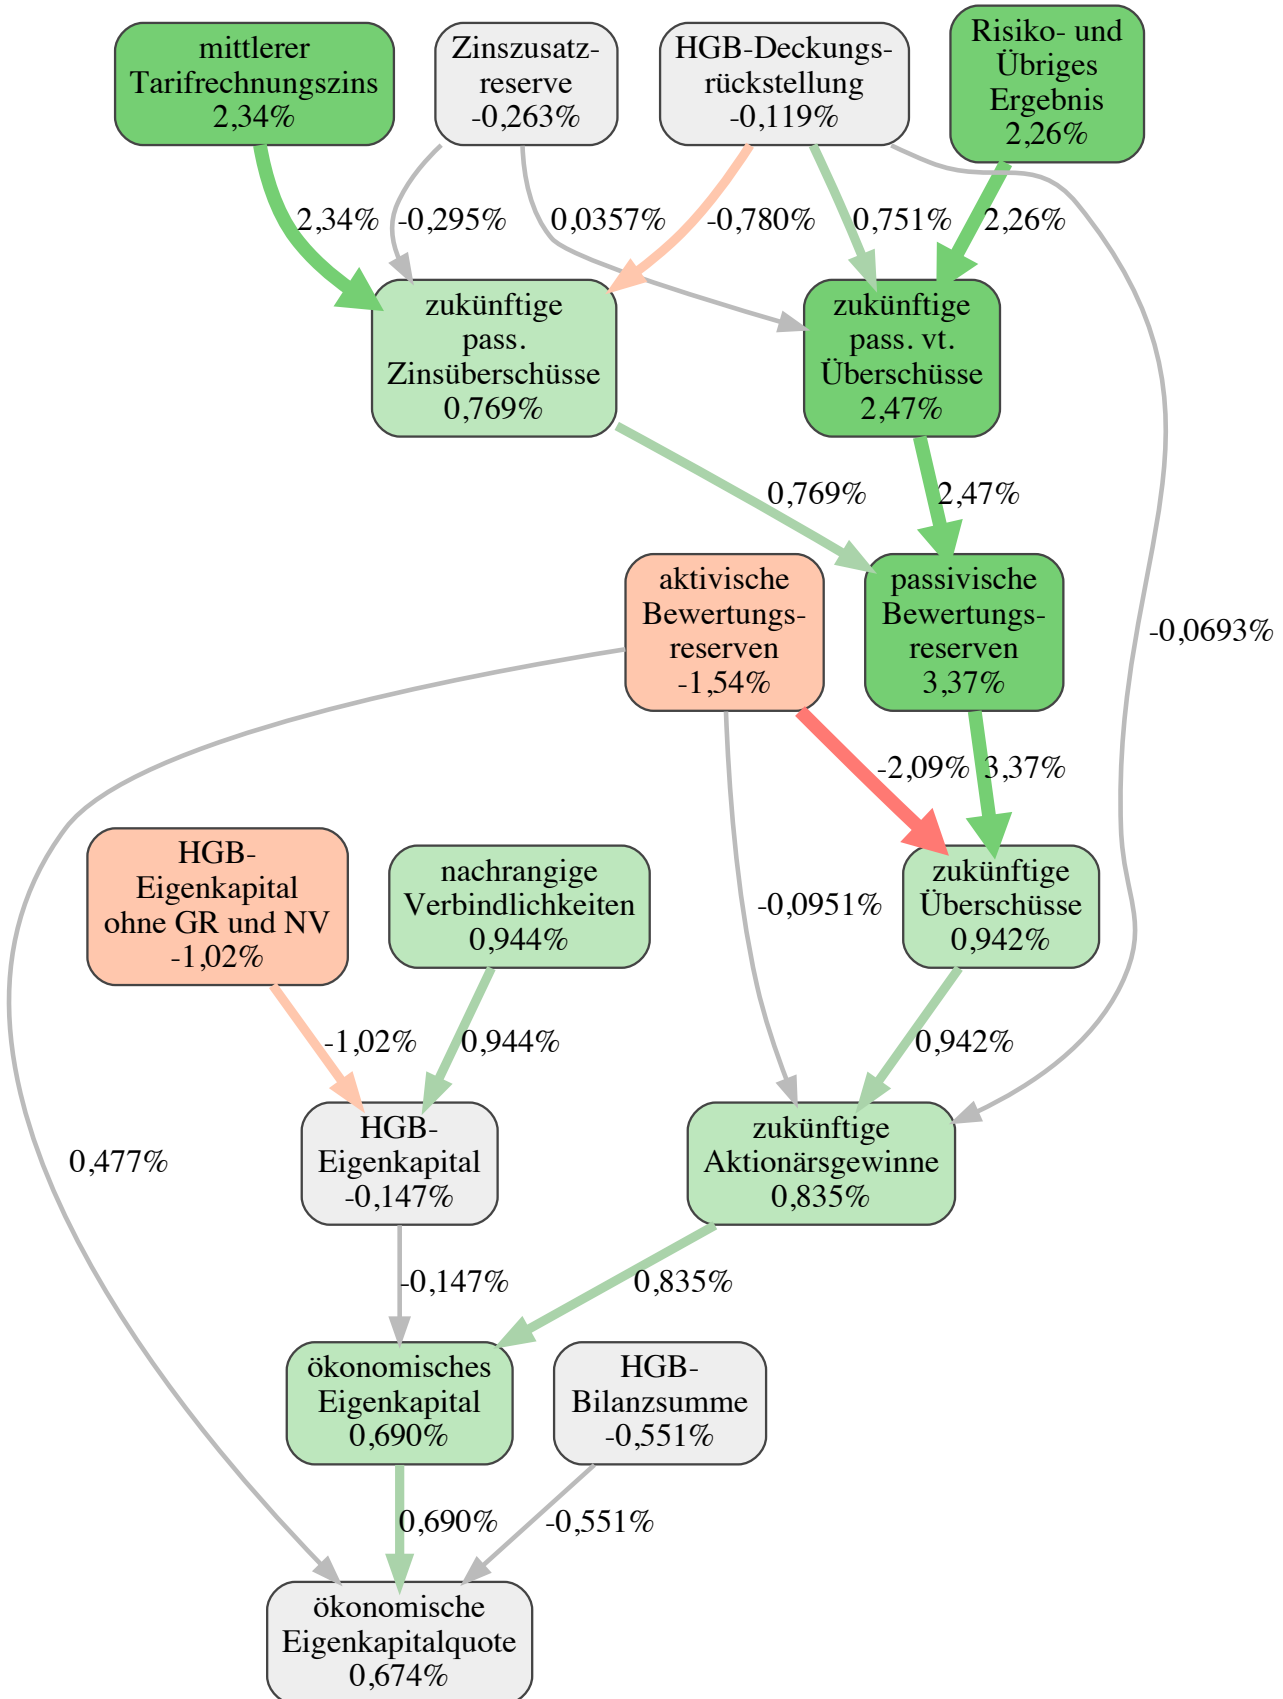 mittlerer
Tarifrechnungszins
2,34%
Zinszusatz-
reserve
-0,263%
HGB-Deckungs-
rückstellung
-0,119%
Risiko- und
Übriges
Ergebnis
2,26%
2,34%
-0,295%
0,0357%
-0,780%
0,751%
2,26%
zukünftige
pass.
Zinsüberschüsse
0,769%
zukünftige
pass. vt.
Überschüsse
2,47%
0,769%
2,47%
aktivische
Bewertungs-
reserven
-1,54%
passivische
Bewertungs-
reserven
3,37%
-0,0693%
-2,09%
3,37%
HGB-
Eigenkapital
ohne GR und NV
-1,02%
nachrangige
Verbindlichkeiten
0,944%
-0,0951%
zukünftige
Überschüsse
0,942%
-1,02%
0,944%
0,942%
0,477%
HGB-
Eigenkapital
-0,147%
zukünftige
Aktionärsgewinne
0,835%
-0,147%
0,835%
ökonomisches
Eigenkapital
0,690%
HGB-
Bilanzsumme
-0,551%
0,690%
-0,551%
ökonomische
Eigenkapitalquote
0,674%